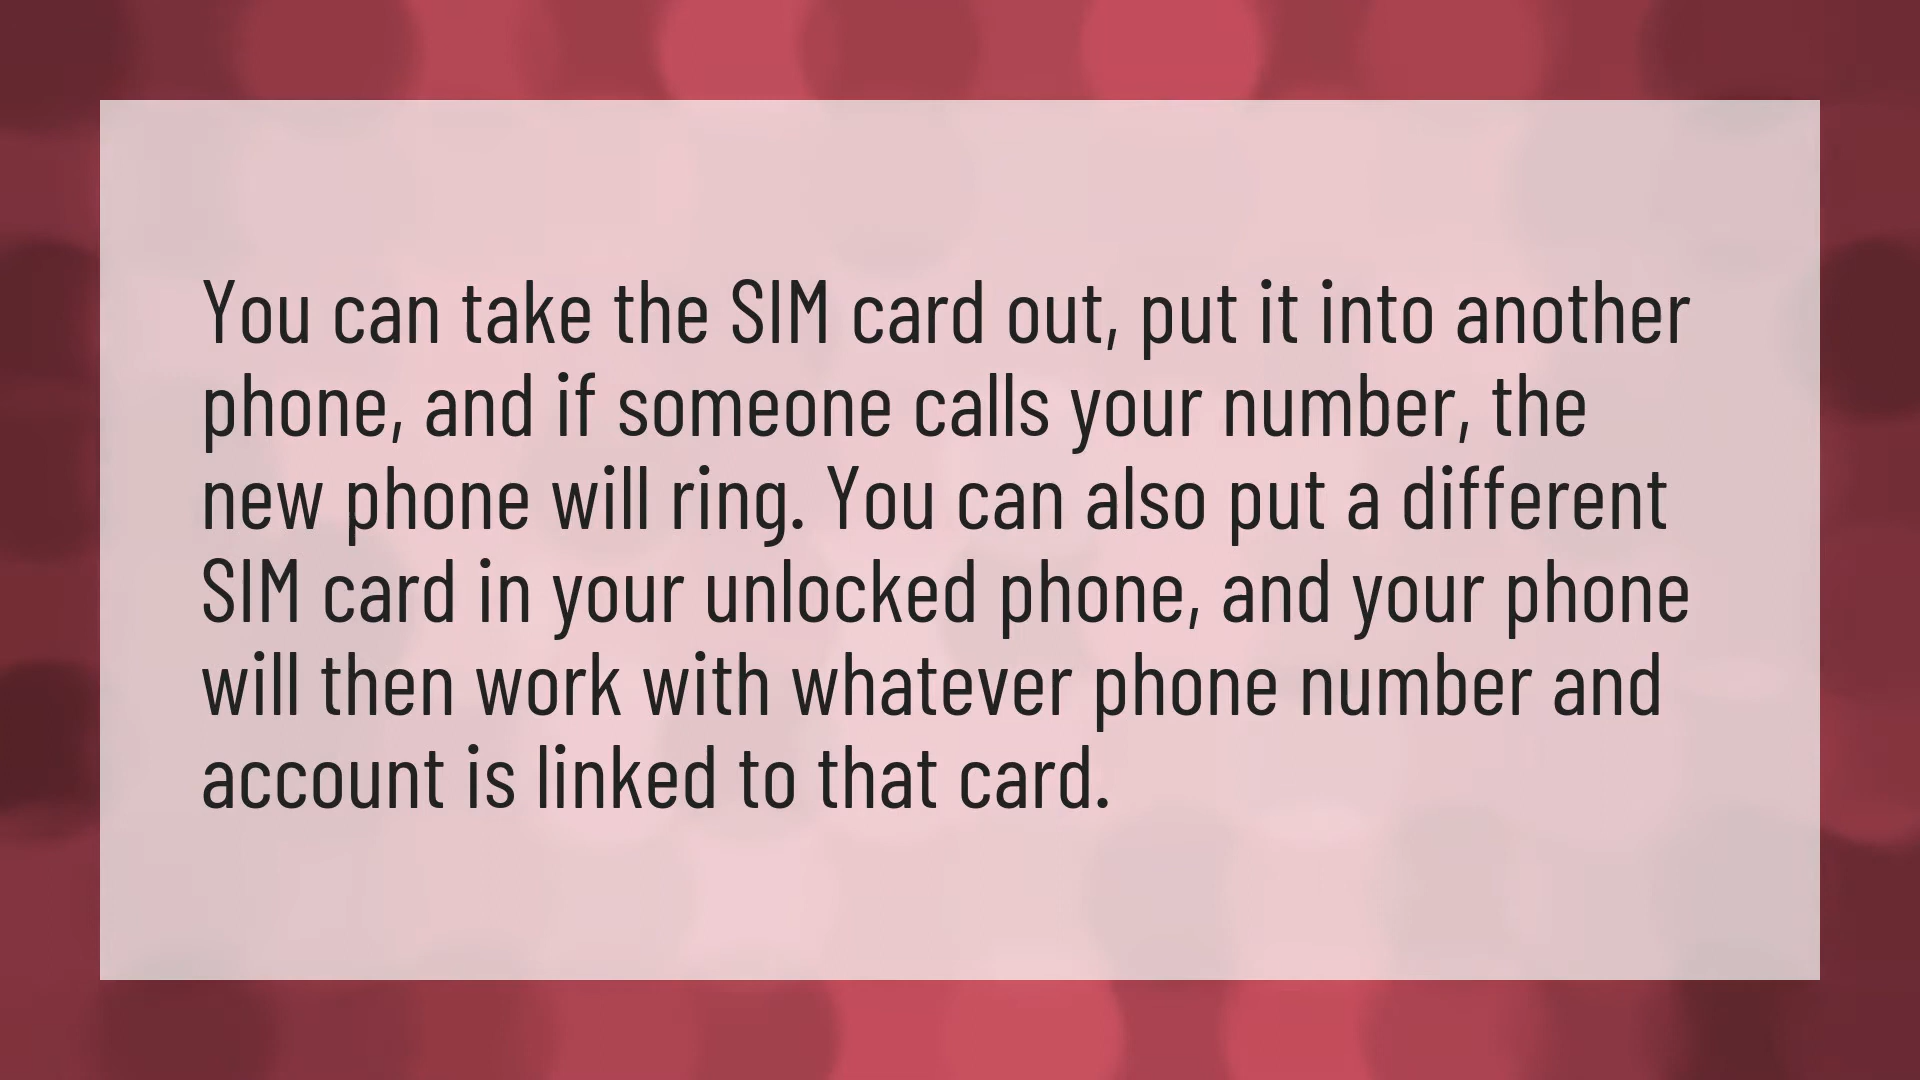 You can take the SIM card out, put it into another
phone, and if someone calls your number, the
new phone will ring. You can also put a different
SIM card in your unlocked phone, and your phone
will then work with whatever phone number and
account is linked to that card.